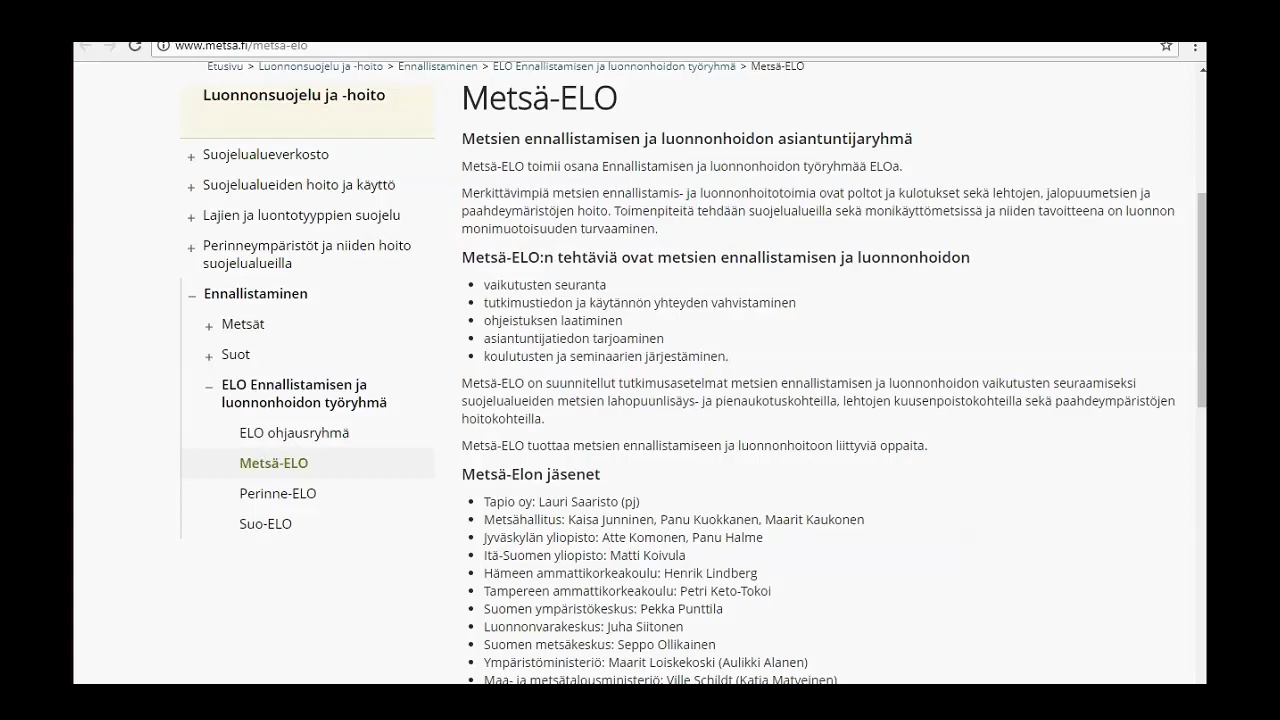 www.metsa.fi/metsa-elo
Etusivu > Luonnonsuojelu ja -hoito > Ennallistaminen > ELO Ennallistamisen ja luonnonhoidon työryhmä > Metsä-ELO
Luonnonsuojelu ja -hoito
+ Suojelualueverkosto
+ Suojelualueiden hoito ja käyttö
+ Lajien ja luontotyyppien suojelu
+ Perinneympäristöt ja niiden hoito
suojelualueilla
– Ennallistaminen
+ Metsät
+ Suot
– ELO Ennallistamisen ja
luonnonhoidon työryhmä
ELO ohjausryhmä
Metsä-ELO
Perinne-ELO
Suo-ELO
Metsä-ELO
Metsien ennallistamisen ja luonnonhoidon asiantuntijaryhmä
Metsä-ELO toimii osana Ennallistamisen ja luonnonhoidon työryhmää ELOa.
Merkittävimpiä metsien ennallistamis- ja luonnonhoitotoimia ovat poltot ja kulotukset sekä lehtojen, jalopuumetsien ja
paahdeymäristöjen hoito. Toimenpiteitä tehdään suojelualueilla sekä monikäyttömetsissä ja niiden tavoitteena on luonnon
monimuotoisuuden turvaaminen.
Metsä-ELO:n tehtäviä ovat metsien ennallistamisen ja luonnonhoidon
• vaikutusten seuranta
• tutkimustiedon ja käytännön yhteyden vahvistaminen
• ohjeistuksen laatiminen
• asiantuntijatiedon tarjoaminen
• koulutusten ja seminaarien järjestäminen.
Metsä-ELO on suunnitellut tutkimusasetelmat metsien ennallistamisen ja luonnonhoidon vaikutusten seuraamiseksi
suojelualueiden metsien lahopuunlisäys- ja pienaukotuskohteilla, lehtojen kuusenpoistokohteilla sekä paahdeympäristöjen
hoitokohteilla.
Metsä-ELO tuottaa metsien ennallistamiseen ja luonnonhoitoon liittyviä oppaita.
Metsä-Elon jäsenet
• Tapio oy: Lauri Saaristo (pj)
• Metsähallitus: Kaisa Junninen, Panu Kuokkanen, Maarit Kaukonen
• Jyväskylän yliopisto: Atte Komonen, Panu Halme
• Itä-Suomen yliopisto: Matti Koivula
• Hämeen ammattikorkeakoulu: Henrik Lindberg
• Tampereen ammattikorkeakoulu: Petri Keto-Tokoi
• Suomen ympäristökeskus: Pekka Punttila
• Luonnonvarakeskus: Juha Siitonen
• Suomen metsäkeskus: Seppo Ollikainen
• Ympäristöministeriö: Maarit Loiskekoski (Aulikki Alanen)
• Maa- ja metsätalousministeriö: Ville Schildt (Katja Matveinen)